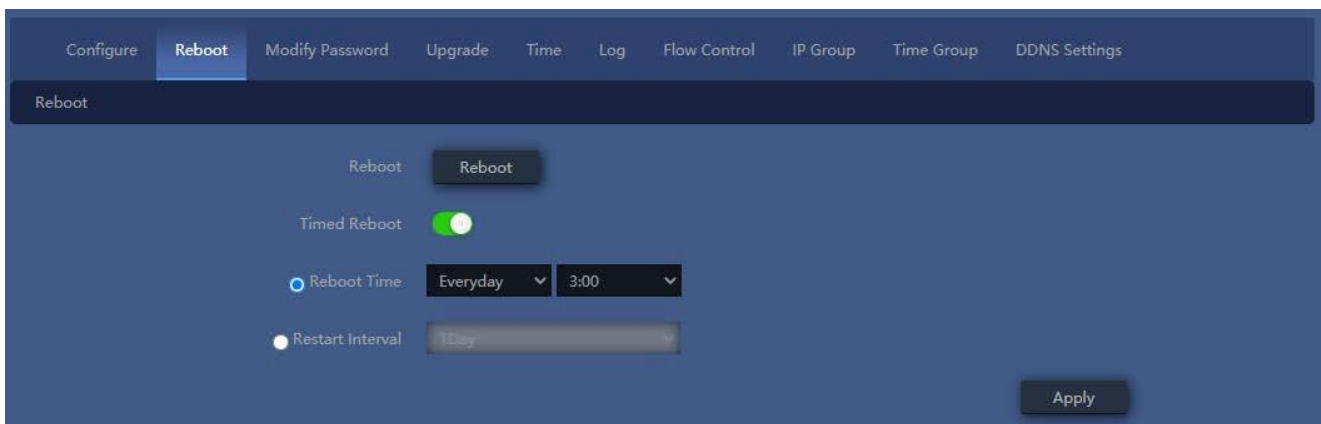 Configure Reboot Modify Password Upgrade Time Log Flow Control IP Group Time Group DDNS Settings
Reboot
Reboot Reboot
Timed Reboot
Reboot Time Everyday 3:00
Restart Interval 1Day
Apply